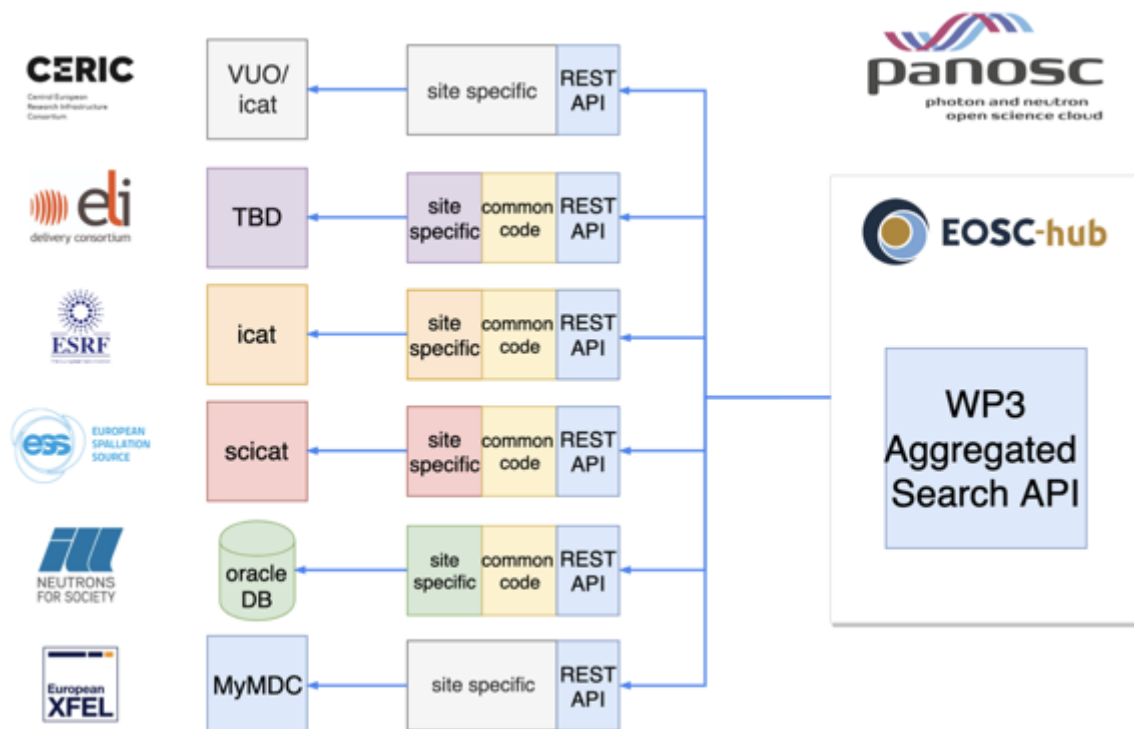 CERIC
Central European
Research Infrastructure
Consortium
VUO/
icat
site specific
REST
API
panosc
photon and neutron
open science cloud
eli
delivery consortium
TBD
site
specific
common
code
REST
API
EOSC-hub
ESRF
icat
site
specific
common
code
REST
API
WP3
Aggregated
Search API
ess
EUROPEAN
SPALLATION
SOURCE
scicat
site
specific
common
code
REST
API
ill
NEUTRONS
FOR SOCIETY
oracle
DB
site
specific
common
code
REST
API
European
XFEL
MyMDC
site specific
REST
API